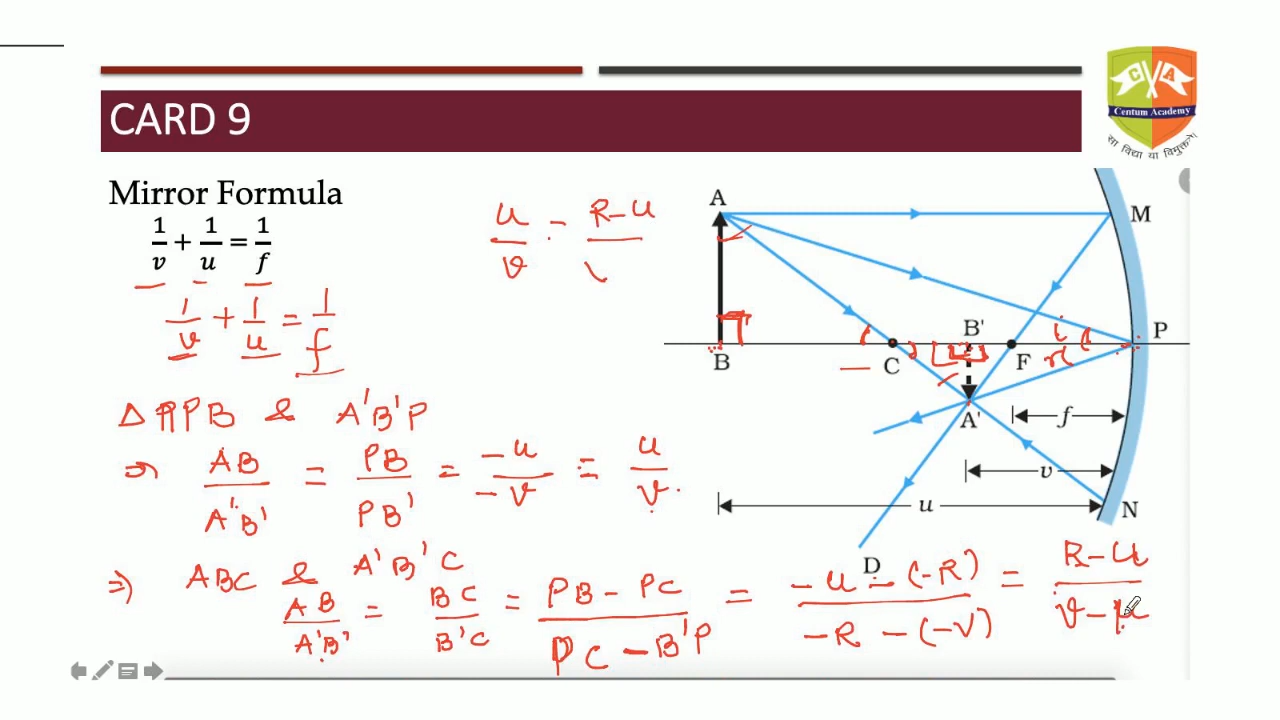 CARD 9
Centum Academy
सा विद्या या विमुक्तये
Mirror Formula
1/v + 1/u = 1/f
1/v + 1/u = 1/f
u/v = R-u/
A
M
B
C
B'
F
P
i
r
A'
f
v
u
N
D
Δ APB & A'B'P
⇒ AB/A'B' = PB/PB' = -u/-v = u/v.
⇒) ABC & A'B'C
AB/A'B' = BC/B'C = PB - PC/PC - B'P = -u - (-R)/-R - (-V) = R-u/v-